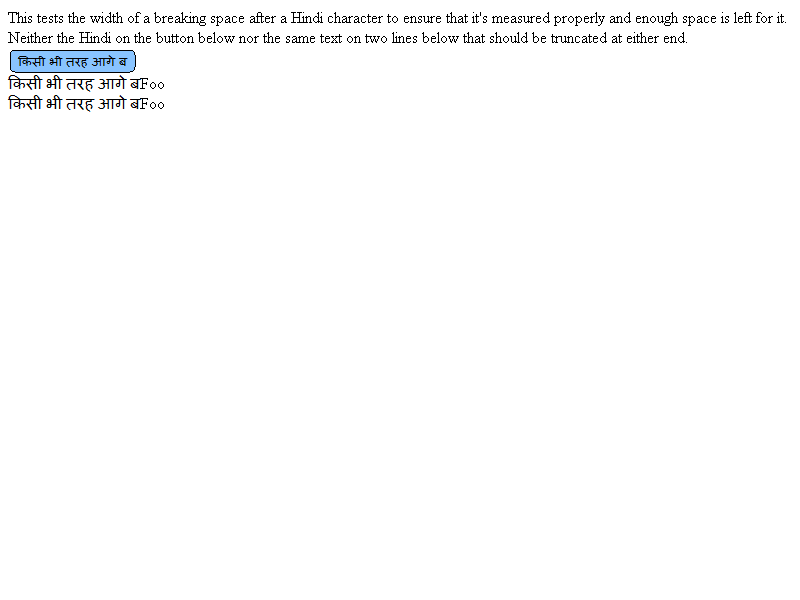 This tests the width of a breaking space after a Hindi character to ensure that it's measured properly and enough space is left for it.
Neither the Hindi on the button below nor the same text on two lines below that should be truncated at either end.
किसी भी तरह आगे ब
किसी भी तरह आगे बFoo
किसी भी तरह आगे बFoo